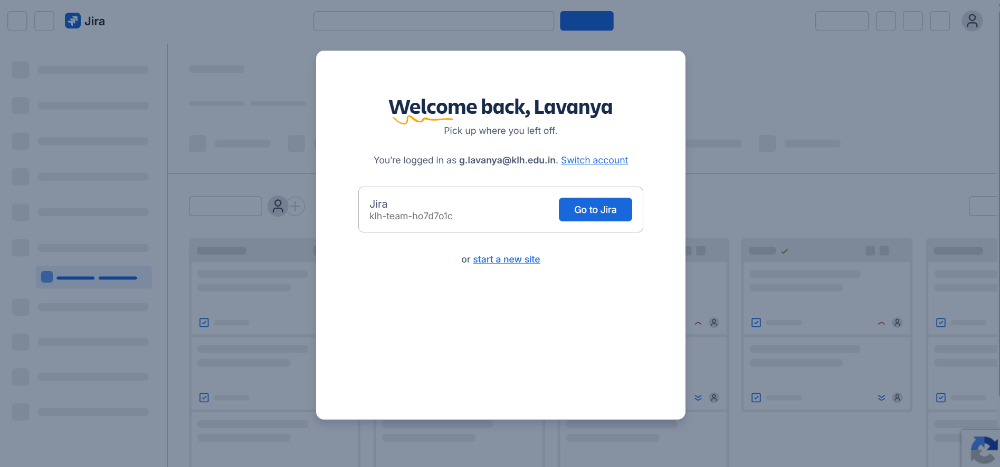 Jira
Welcome back, Lavanya
Pick up where you left off.
You’re logged in as g.lavanya@klh.edu.in. Switch account
Jira
klh-team-ho7d7o1c
Go to Jira
or start a new site